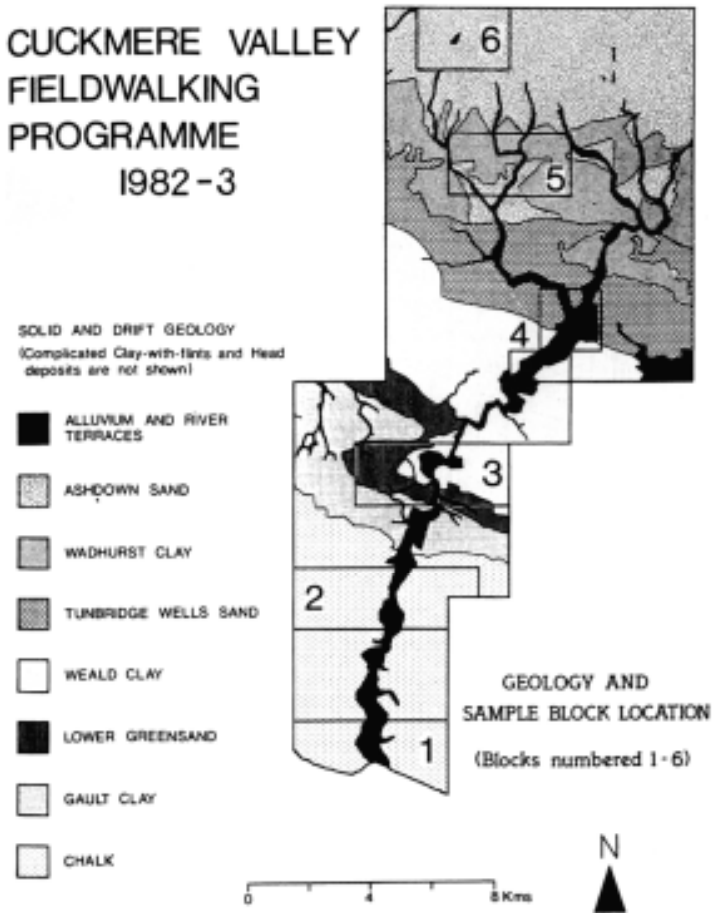 CUCKMERE VALLEY
FIELDWALKING
PROGRAMME
1982-3
6
5
4
3
2
1
SOLID AND DRIFT GEOLOGY
(Complicated Clay-with-flints and Head
deposits are not shown)
ALLUVIUM AND RIVER
TERRACES
ASHDOWN SAND
WADHURST CLAY
TUNBRIDGE WELLS SAND
WEALD CLAY
LOWER GREENSAND
GAULT CLAY
CHALK
GEOLOGY AND
SAMPLE BLOCK LOCATION
(Blocks numbered 1-6)
N
0 4 8 Kms